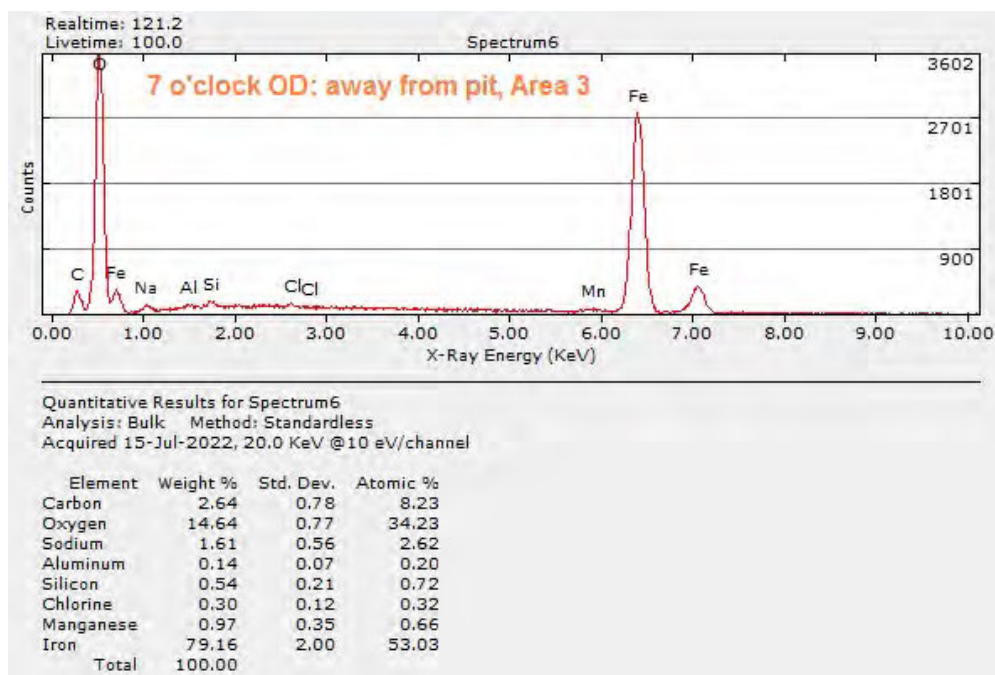 Realtime: 121.2
Livetime: 100.0
Spectrum6
7 o'clock OD: away from pit, Area 3
3602
2701
1801
900
Counts
O
C
Fe
Na
Al
Si
Cl
Cl
Mn
Fe
Fe
0.00 1.00 2.00 3.00 4.00 5.00 6.00 7.00 8.00 9.00 10.00
X-Ray Energy (KeV)
Quantitative Results for Spectrum6
Analysis: Bulk Method: Standardless
Acquired 15-Jul-2022, 20.0 KeV @10 eV/channel
Element Weight % Std. Dev. Atomic %
Carbon 2.64 0.78 8.23
Oxygen 14.64 0.77 34.23
Sodium 1.61 0.56 2.62
Aluminum 0.14 0.07 0.20
Silicon 0.54 0.21 0.72
Chlorine 0.30 0.12 0.32
Manganese 0.97 0.35 0.66
Iron 79.16 2.00 53.03
Total 100.00